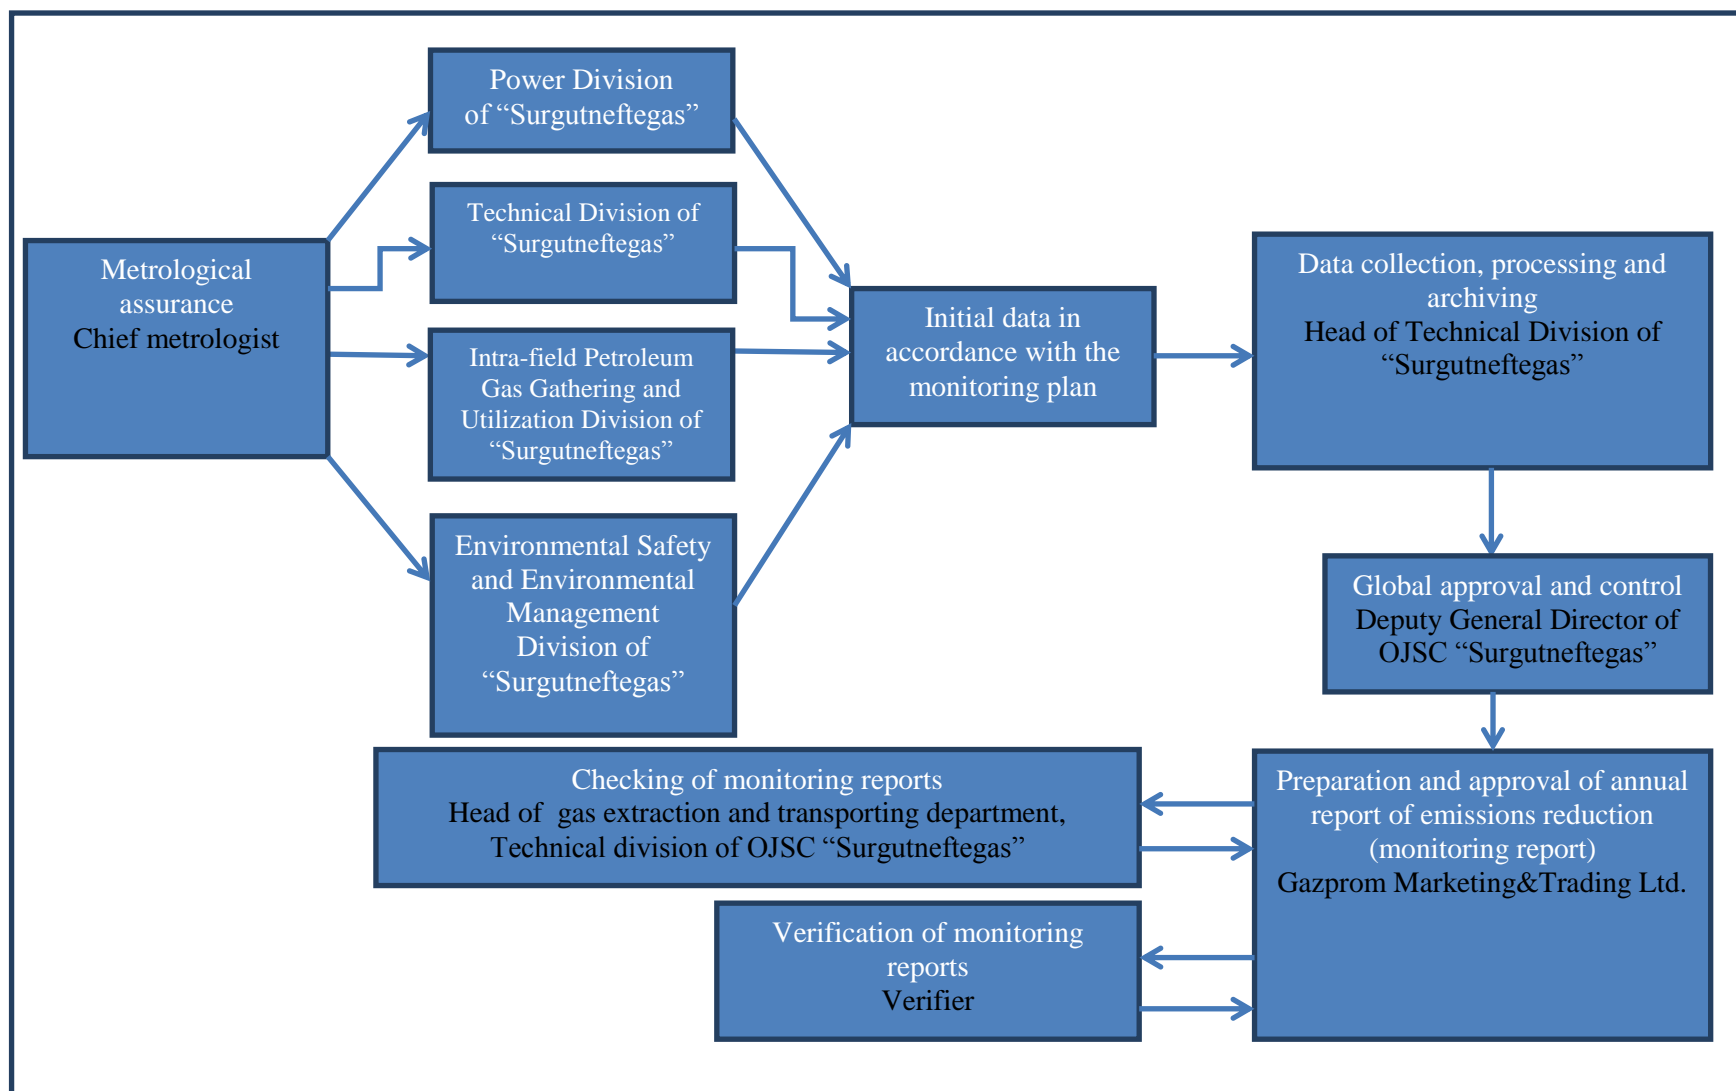 Power Division
of “Surgutneftegas”
Technical Division of
“Surgutneftegas”
Metrological
assurance
Chief metrologist
Intra-field Petroleum
Gas Gathering and
Utilization Division of
“Surgutneftegas”
Environmental Safety
and Environmental
Management
Division of
“Surgutneftegas”
Initial data in
accordance with the
monitoring plan
Data collection, processing and
archiving
Head of Technical Division of
“Surgutneftegas”
Global approval and control
Deputy General Director of
OJSC “Surgutneftegas”
Preparation and approval of annual
report of emissions reduction
(monitoring report)
Gazprom Marketing&Trading Ltd.
Checking of monitoring reports
Head of  gas extraction and transporting department,
Technical division of OJSC “Surgutneftegas”
Verification of monitoring
reports
Verifier